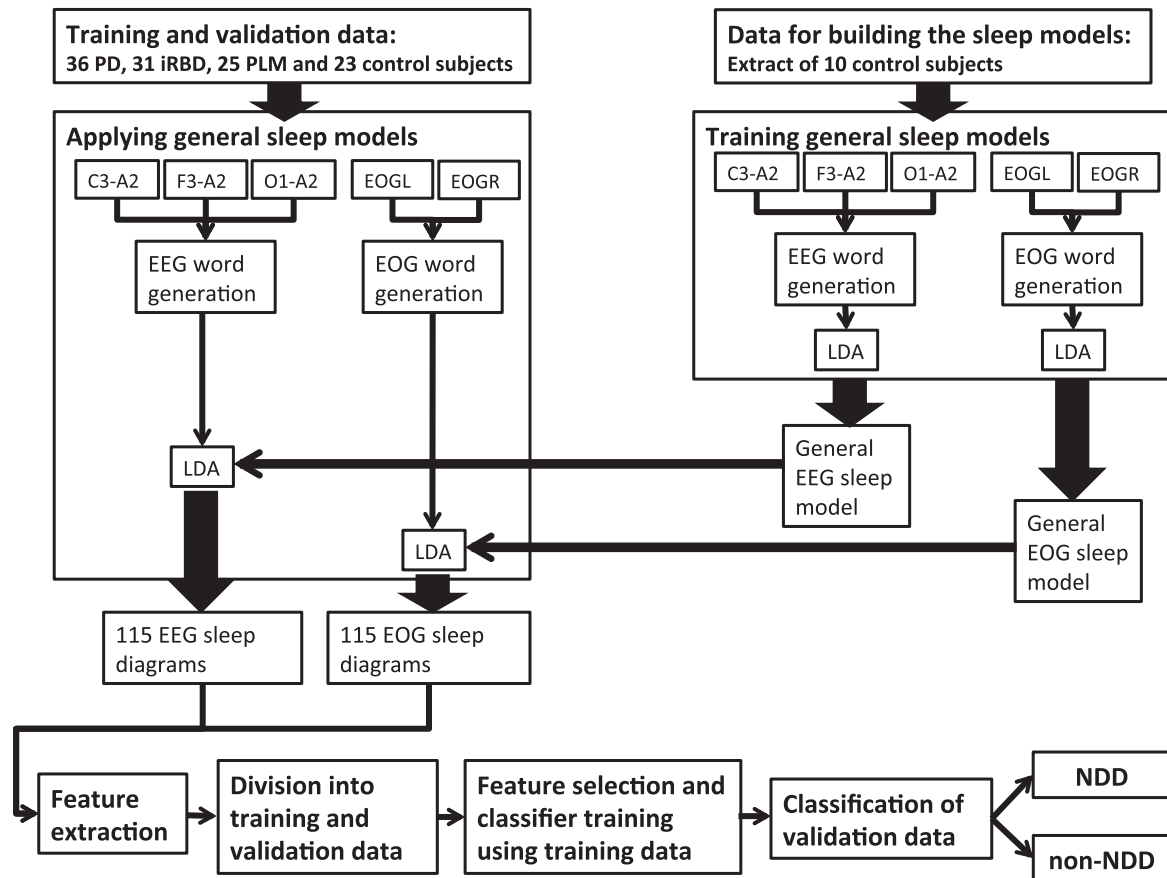 Training and validation data:
36 PD, 31 iRBD, 25 PLM and 23 control subjects
Applying general sleep models
C3-A2
F3-A2
O1-A2
EOGL
EOGR
EEG word
generation
EOG word
generation
LDA
LDA
115 EEG sleep
diagrams
115 EOG sleep
diagrams
Data for building the sleep models:
Extract of 10 control subjects
Training general sleep models
C3-A2
F3-A2
O1-A2
EOGL
EOGR
EEG word
generation
EOG word
generation
LDA
LDA
General
EEG sleep
model
General
EOG sleep
model
Feature
extraction
Division into
training and
validation data
Feature selection and
classifier training
using training data
Classification of
validation data
NDD
non-NDD